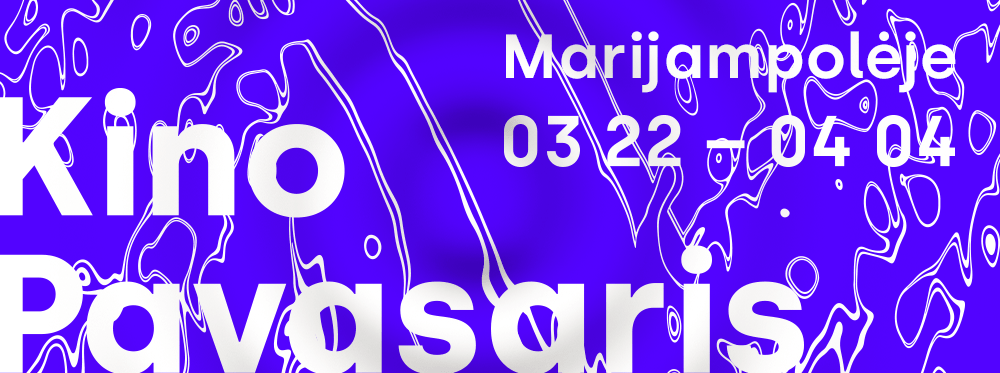 Marijampolėje
03 22 – 04 04
Kino
Pavasaris